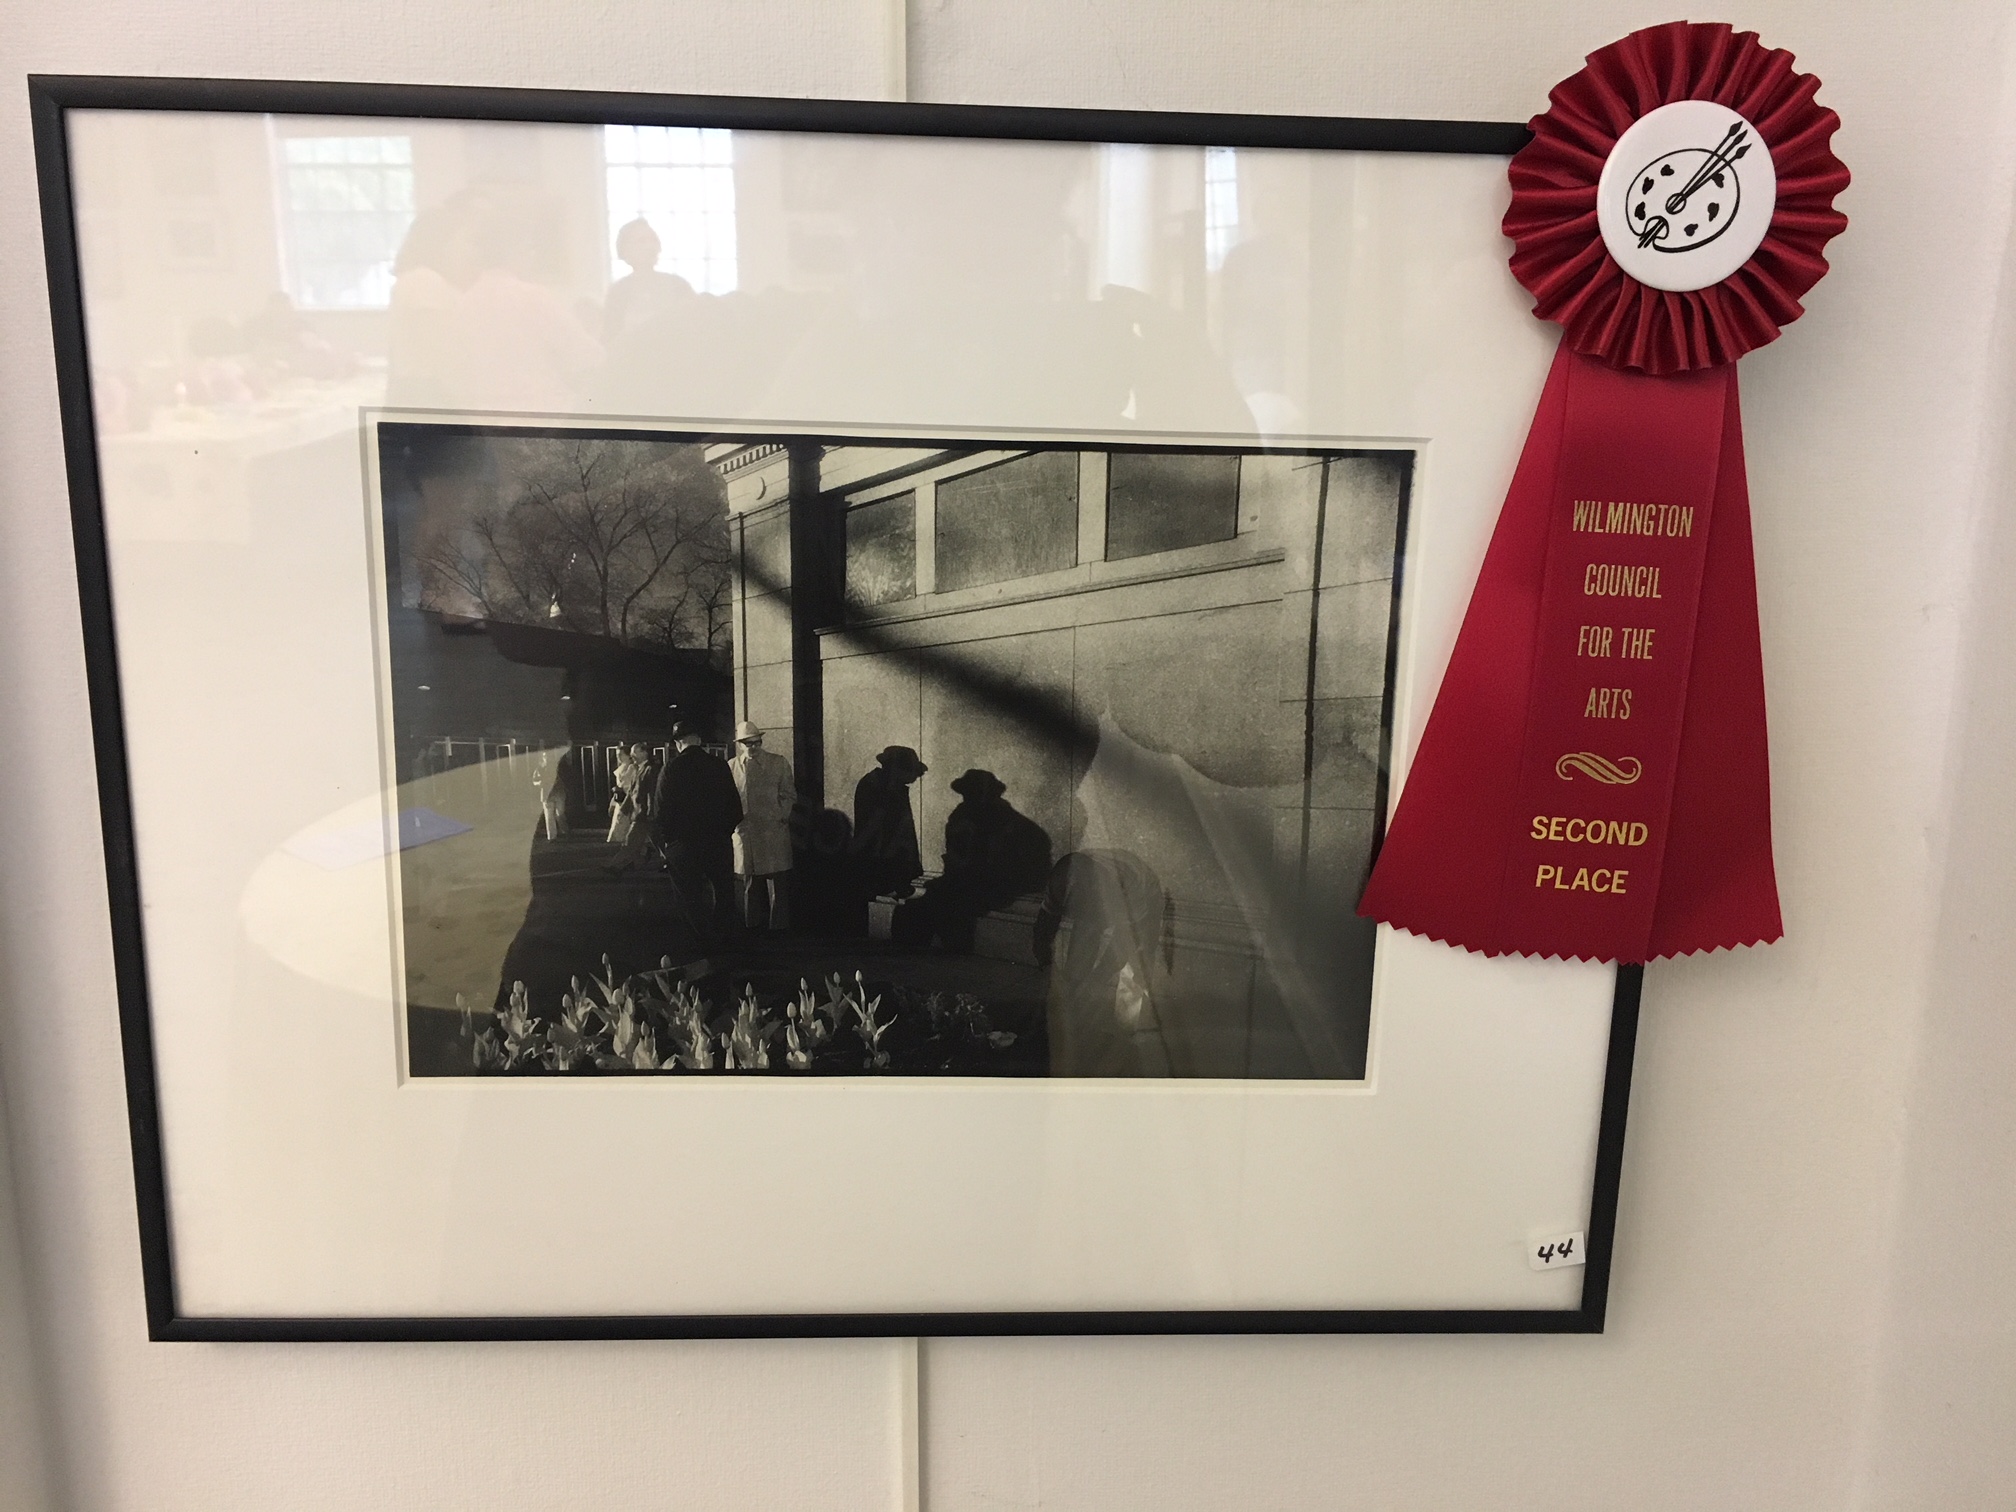 WILMINGTON
COUNCIL
FOR THE
ARTS
SECOND
PLACE
44